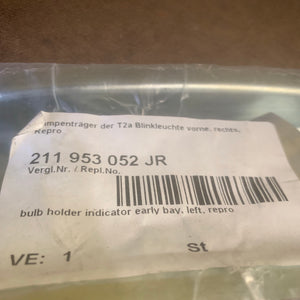 mpenträger der T2a Blinkleuchte vorne, rechts,
Repro
211 953 052 JR
Vergl.Nr. / Repl.No.
bulb holder indicator early bay, left, repro
VE: 1 St